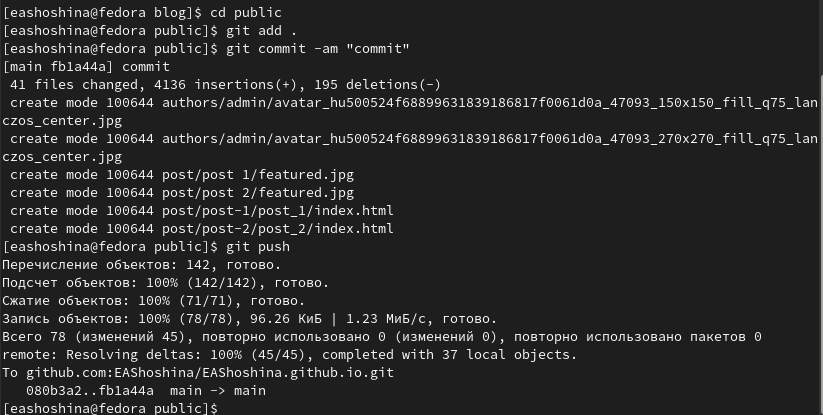 [eashoshina@fedora blog]$ cd public
[eashoshina@fedora public]$ git add .
[eashoshina@fedora public]$ git commit -am "commit"
[main fb1a44a] commit
 41 files changed, 4136 insertions(+), 195 deletions(-)
 create mode 100644 authors/admin/avatar_hu500524f68899631839186817f0061d0a_47093_150x150_fill_q75_lan
czos_center.jpg
 create mode 100644 authors/admin/avatar_hu500524f68899631839186817f0061d0a_47093_270x270_fill_q75_lan
czos_center.jpg
 create mode 100644 post/post 1/featured.jpg
 create mode 100644 post/post 2/featured.jpg
 create mode 100644 post/post-1/post_1/index.html
 create mode 100644 post/post-2/post_2/index.html
[eashoshina@fedora public]$ git push
Перечисление объектов: 142, готово.
Подсчет объектов: 100% (142/142), готово.
Сжатие объектов: 100% (71/71), готово.
Запись объектов: 100% (78/78), 96.26 КиБ | 1.23 МиБ/с, готово.
Всего 78 (изменений 45), повторно использовано 0 (изменений 0), повторно использовано пакетов 0
remote: Resolving deltas: 100% (45/45), completed with 37 local objects.
To github.com:EAShoshina/EAShoshina.github.io.git
   080b3a2..fb1a44a  main -> main
[eashoshina@fedora public]$